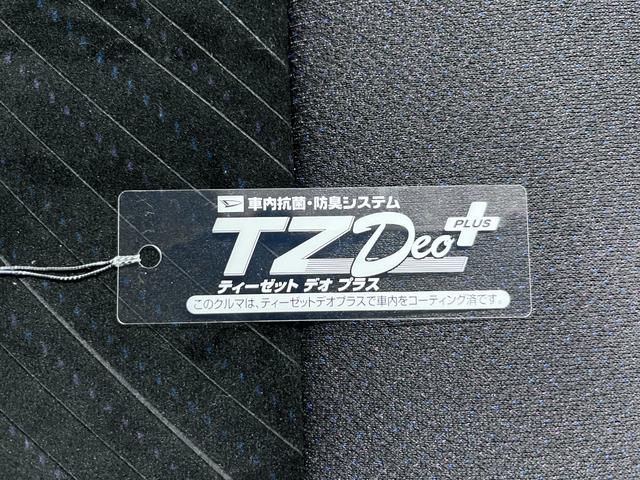 車内抗菌・防臭システム
TZDeo PLUS
ティーゼット デオ プラス
このクルマは、ティーゼットデオプラスで車内をコーティング済です。